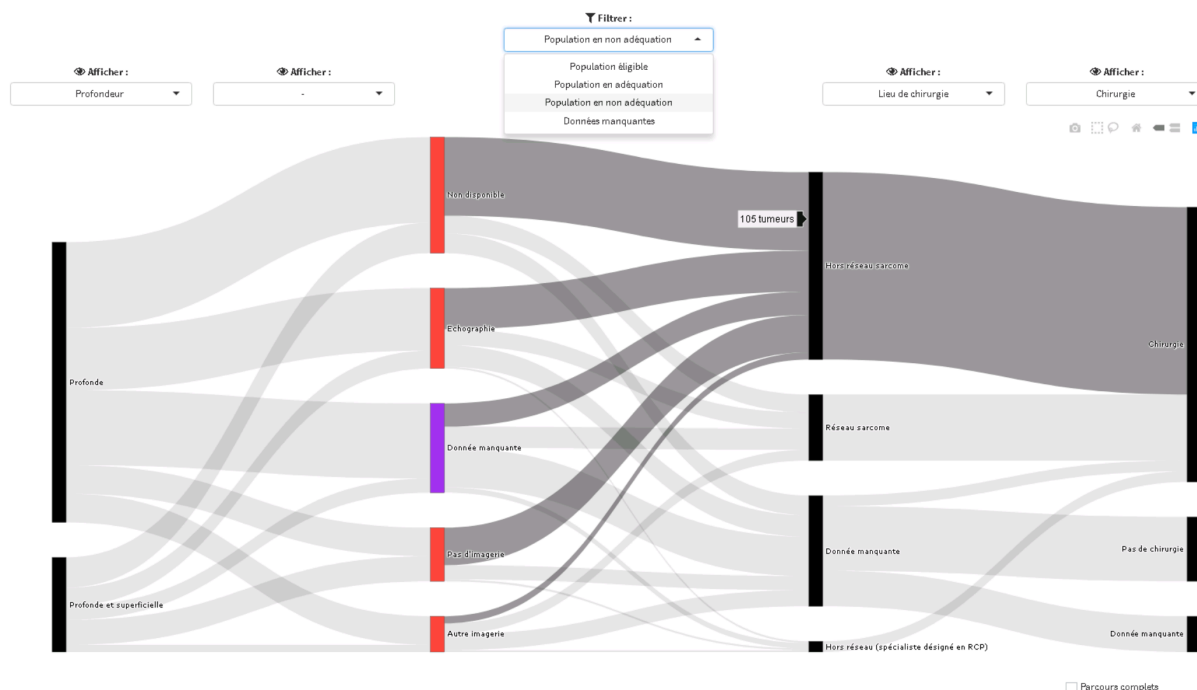 Filtrer :
Population en non adéquation
Population éligible
Population en adéquation
Population en non adéquation
Données manquantes
Afficher :
Afficher :
Afficher :
Afficher :
Profondeur
-
Lieu de chirurgie
Chirurgie
Non disponible
105 tumeurs
Hors réseau sarcome
Echographie
Chirurgie
Profonde
Réseau sarcome
Donnée manquante
Pas d'imagerie
Donnée manquante
Pas de chirurgie
Profonde et superficielle
Autre imagerie
Donnée manquante
Hors réseau (spécialiste désigné en RCP)
Parcours complets